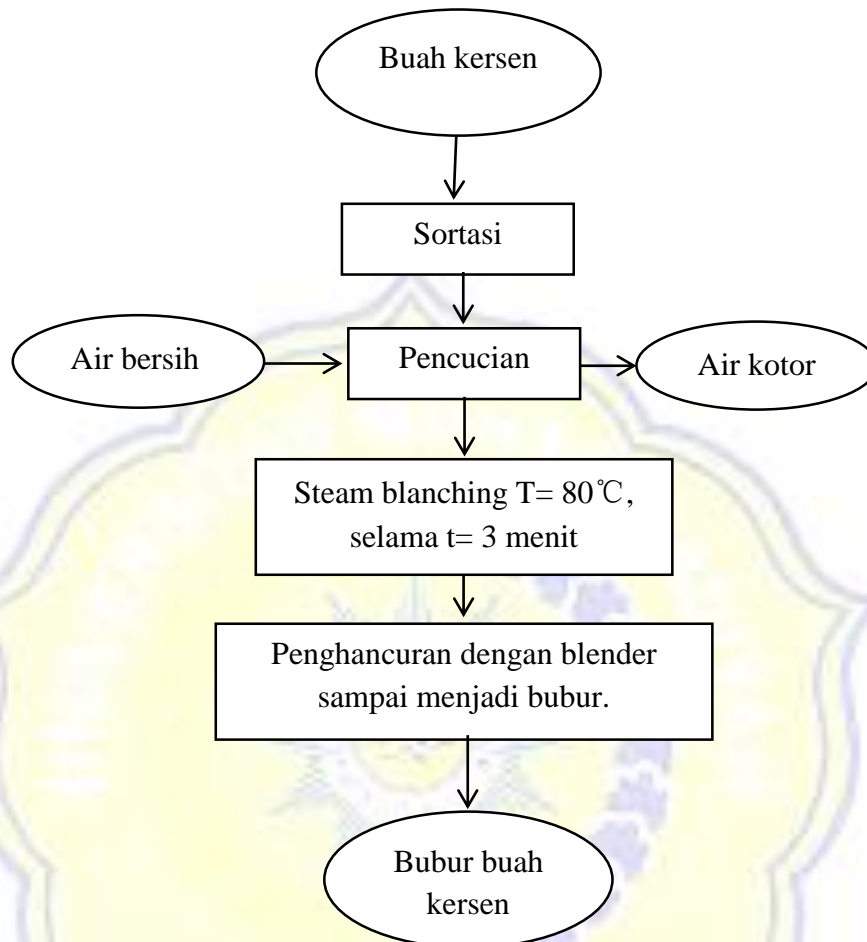 Buah kersen
Sortasi
Air bersih
Pencucian
Air kotor
Steam blanching T= 80℃,
selama t= 3 menit
Penghancuran dengan blender
sampai menjadi bubur.
Bubur buah
kersen